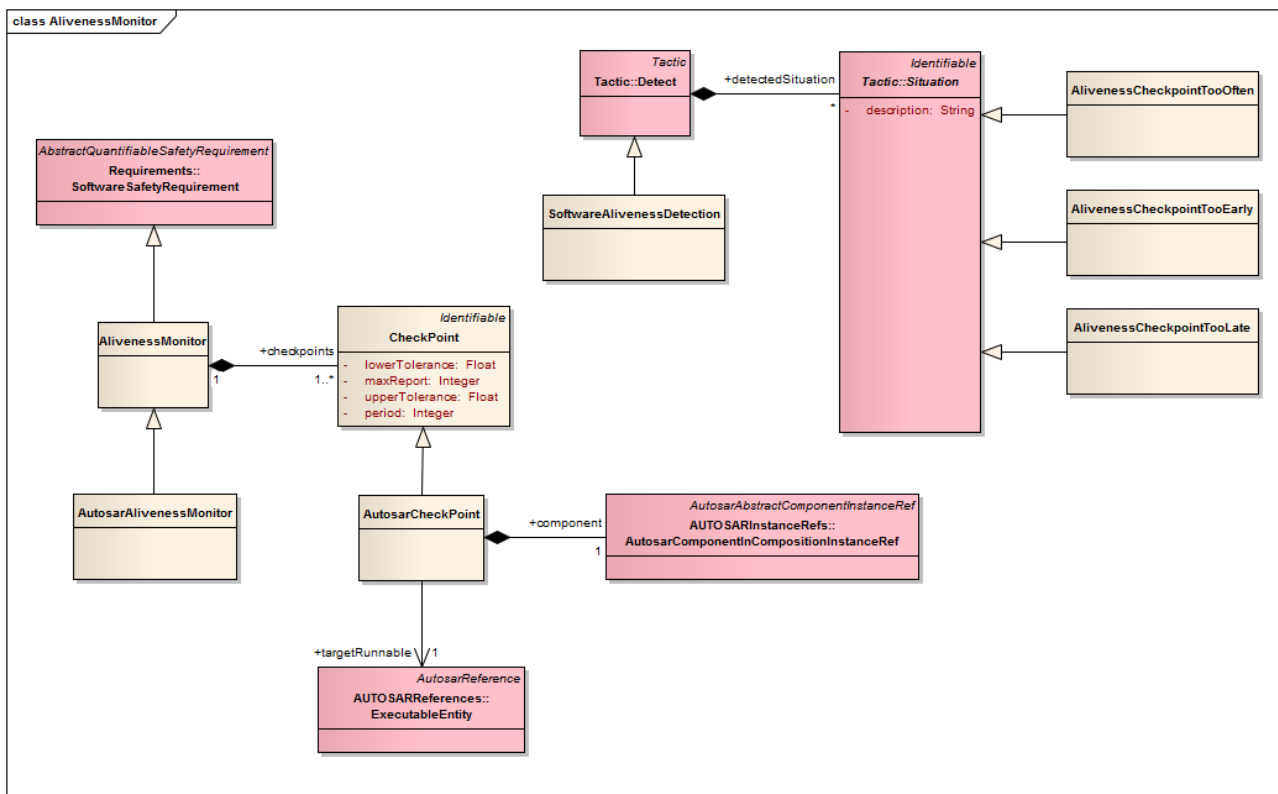 class AlivenessMonitor
Tactic
Tactic::Detect
+detectedSituation
*
Identifiable
Tactic::Situation
- description: String
AlivenessCheckpointTooOften
AbstractQuantifiableSafetyRequirement
Requirements::
SoftwareSafetyRequirement
SoftwareAlivenessDetection
AlivenessCheckpointTooEarly
AlivenessMonitor
+checkpoints
1
1..*
Identifiable
CheckPoint
- lowerTolerance: Float
- maxReport: Integer
- upperTolerance: Float
- period: Integer
AlivenessCheckpointTooLate
AutosarAlivenessMonitor
AutosarCheckPoint
+component
1
AutosarAbstractComponentInstanceRef
AUTOSARInstanceRefs::
AutosarComponentInCompositionInstanceRef
+targetRunnable
1
AutosarReference
AUTOSARReferences::
ExecutableEntity